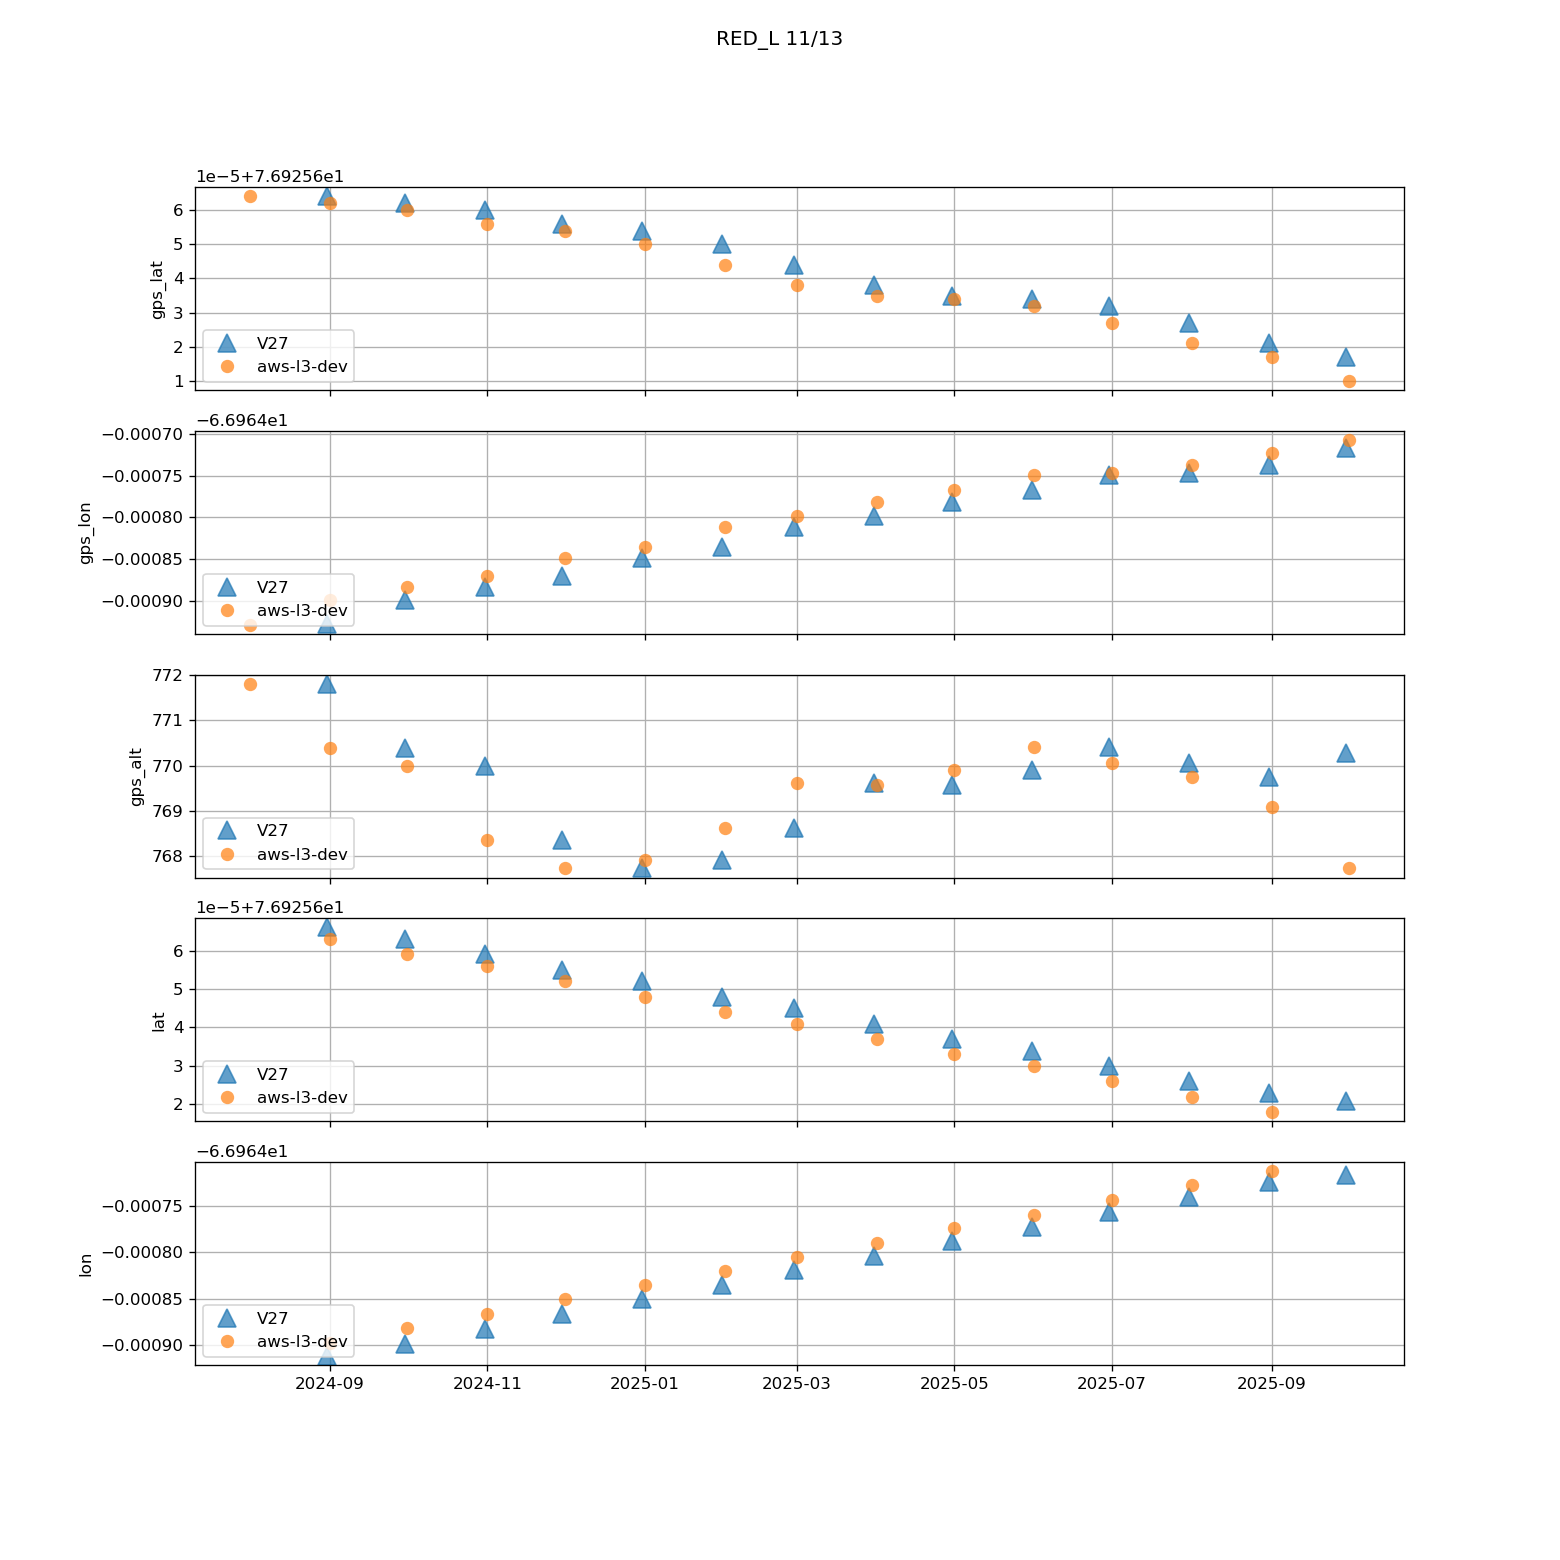 RED_L 11/13
1e−5+7.69256e1
6
5
4
3
2
1
gps_lat
V27
aws-l3-dev
−6.6964e1
−0.00070
−0.00075
−0.00080
−0.00085
−0.00090
gps_lon
V27
aws-l3-dev
772
771
770
769
768
gps_alt
V27
aws-l3-dev
1e−5+7.69256e1
6
5
4
3
2
lat
V27
aws-l3-dev
−6.6964e1
−0.00075
−0.00080
−0.00085
−0.00090
lon
V27
aws-l3-dev
2024-09 2024-11 2025-01 2025-03 2025-05 2025-07 2025-09